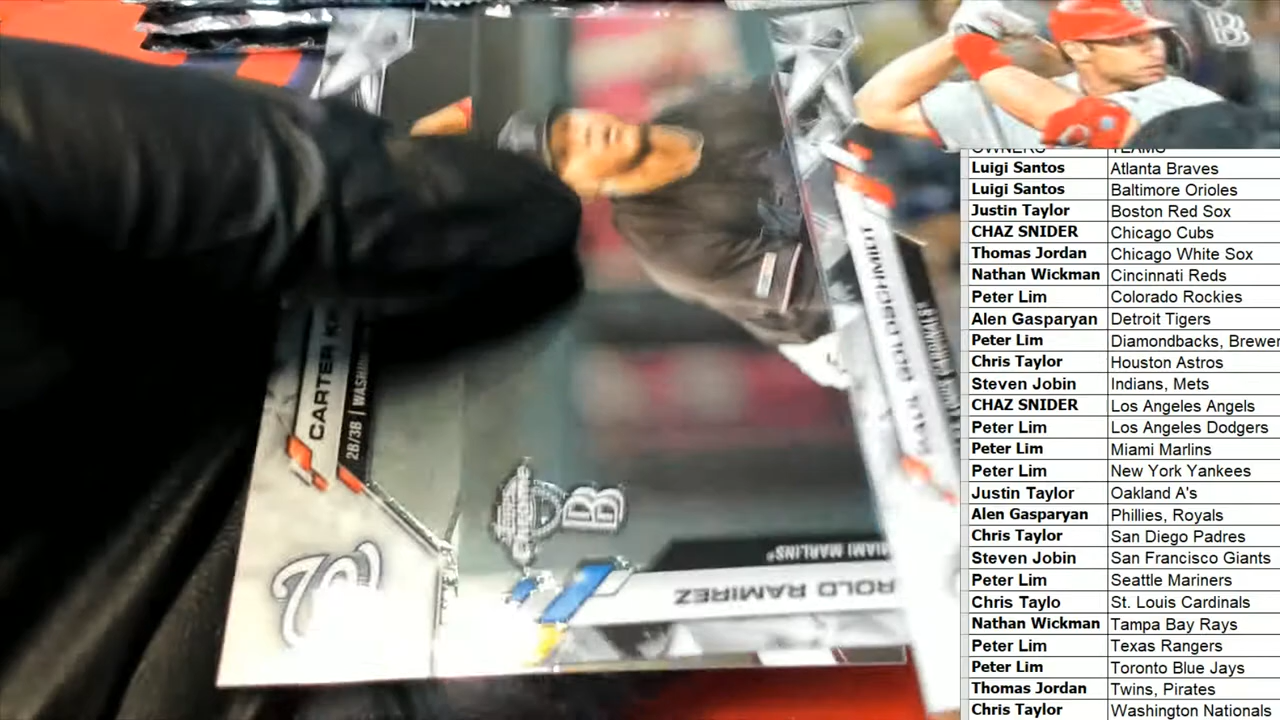 OWNERS TEAMS
Luigi Santos Atlanta Braves
Luigi Santos Baltimore Orioles
Justin Taylor Boston Red Sox
CHAZ SNIDER Chicago Cubs
Thomas Jordan Chicago White Sox
Nathan Wickman Cincinnati Reds
Peter Lim Colorado Rockies
Alen Gasparyan Detroit Tigers
Peter Lim Diamondbacks, Brewer
Chris Taylor Houston Astros
Steven Jobin Indians, Mets
CHAZ SNIDER Los Angeles Angels
Peter Lim Los Angeles Dodgers
Peter Lim Miami Marlins
Peter Lim New York Yankees
Justin Taylor Oakland A's
Alen Gasparyan Phillies, Royals
Chris Taylor San Diego Padres
Steven Jobin San Francisco Giants
Peter Lim Seattle Mariners
Chris Taylo St. Louis Cardinals
Nathan Wickman Tampa Bay Rays
Peter Lim Texas Rangers
Peter Lim Toronto Blue Jays
Thomas Jordan Twins, Pirates
Chris Taylor Washington Nationals
CARTER
2B/3B | WASH
MIAMI MARLINS
ROLD RAMIREZ
GOLDSCHMIDT